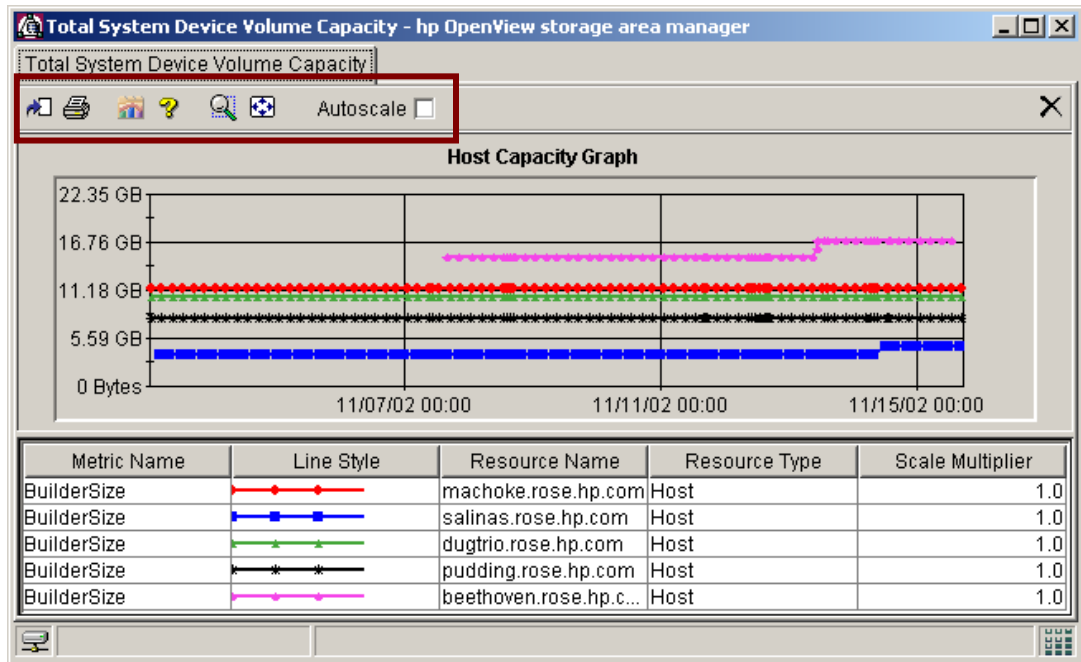 Total System Device Volume Capacity - hp OpenView storage area manager
Total System Device Volume Capacity
Autoscale
Host Capacity Graph
22.35 GB
16.76 GB
11.18 GB
5.59 GB
0 Bytes
11/07/02 00:00 11/11/02 00:00 11/15/02 00:00
Metric Name Line Style Resource Name Resource Type Scale Multiplier
BuilderSize machoke.rose.hp.com Host 1.0
BuilderSize salinas.rose.hp.com Host 1.0
BuilderSize dugtrio.rose.hp.com Host 1.0
BuilderSize pudding.rose.hp.com Host 1.0
BuilderSize beethoven.rose.hp.c... Host 1.0